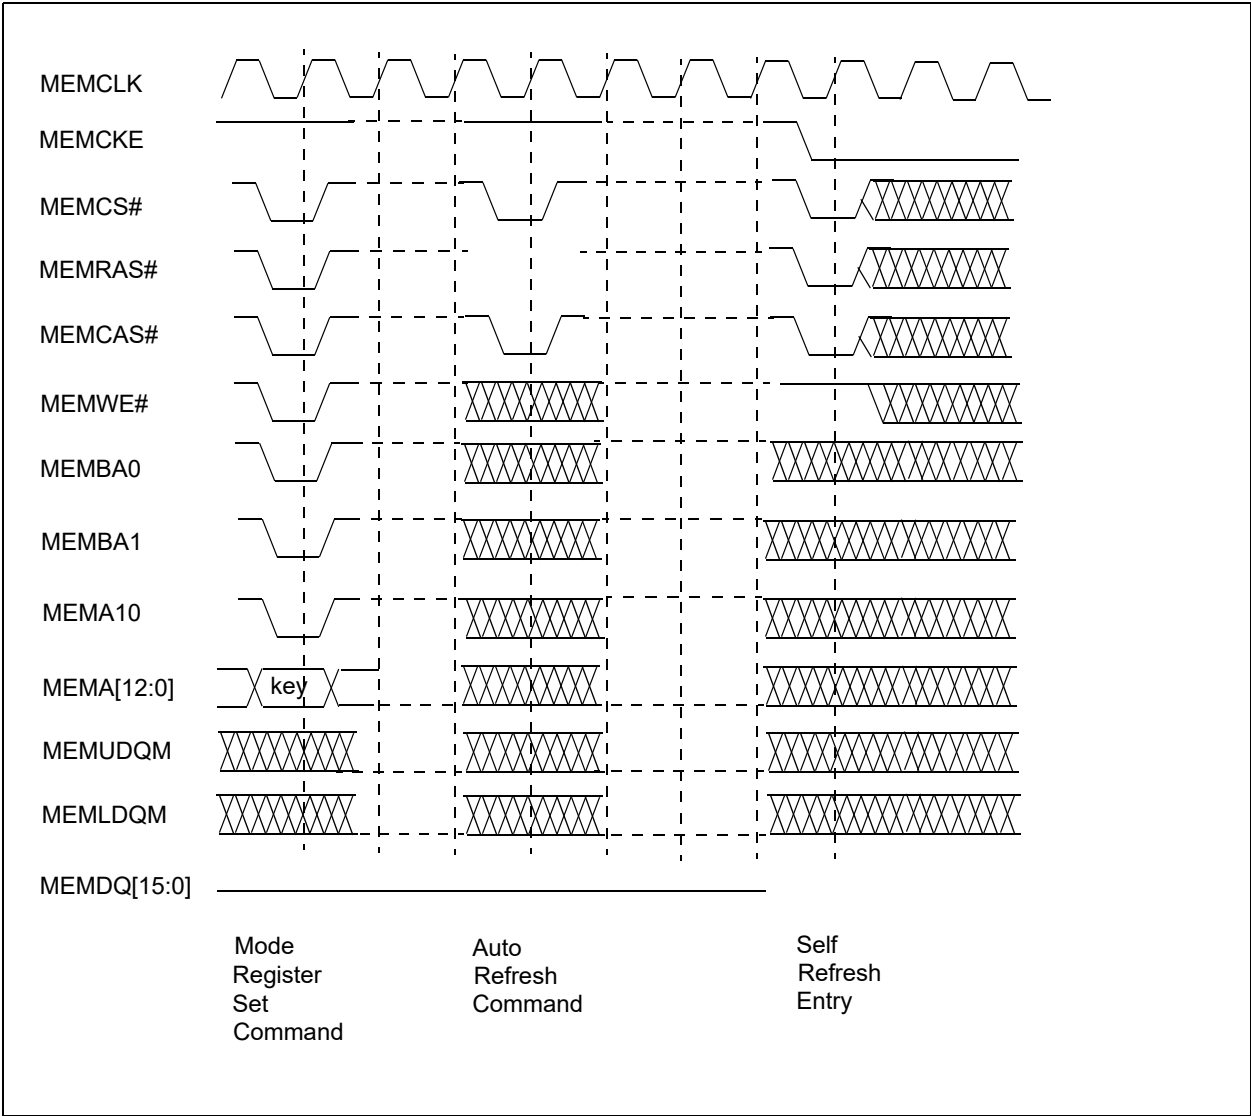 MEMCLK
MEMCKE
MEMCS#
MEMRAS#
MEMCAS#
MEMWE#
MEMBA0
MEMBA1
MEMA10
MEMA[12:0]
key
MEMUDQM
MEMLDQM
MEMDQ[15:0]
Mode
Register
Set
Command
Auto
Refresh
Command
Self
Refresh
Entry